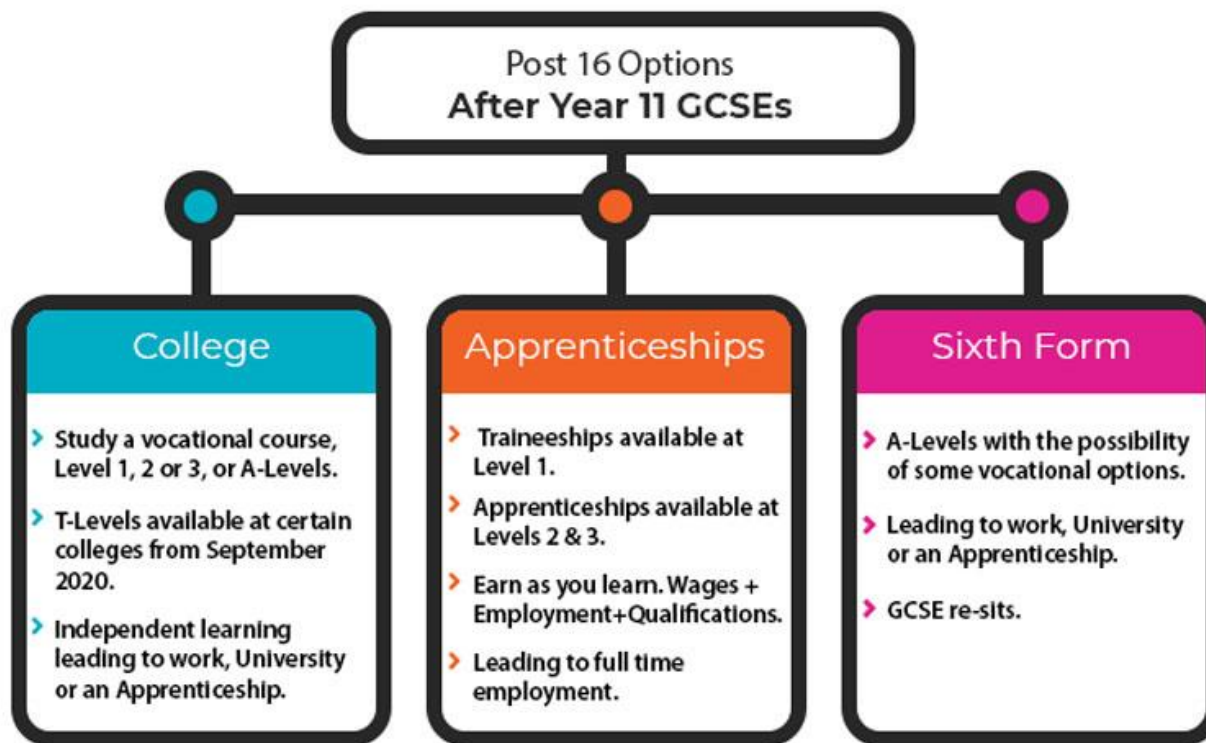 Post 16 Options
After Year 11 GCSEs
College
Study a vocational course,
Level 1, 2 or 3, or A-Levels.
T-Levels available at certain
colleges from September
2020.
Independent learning
leading to work, University
or an Apprenticeship.
Apprenticeships
Traineeships available at
Level 1.
Apprenticeships available at
Levels 2 & 3.
Earn as you learn. Wages +
Employment+Qualifications.
Leading to full time
employment.
Sixth Form
A-Levels with the possibility
of some vocational options.
Leading to work, University
or an Apprenticeship.
GCSE re-sits.